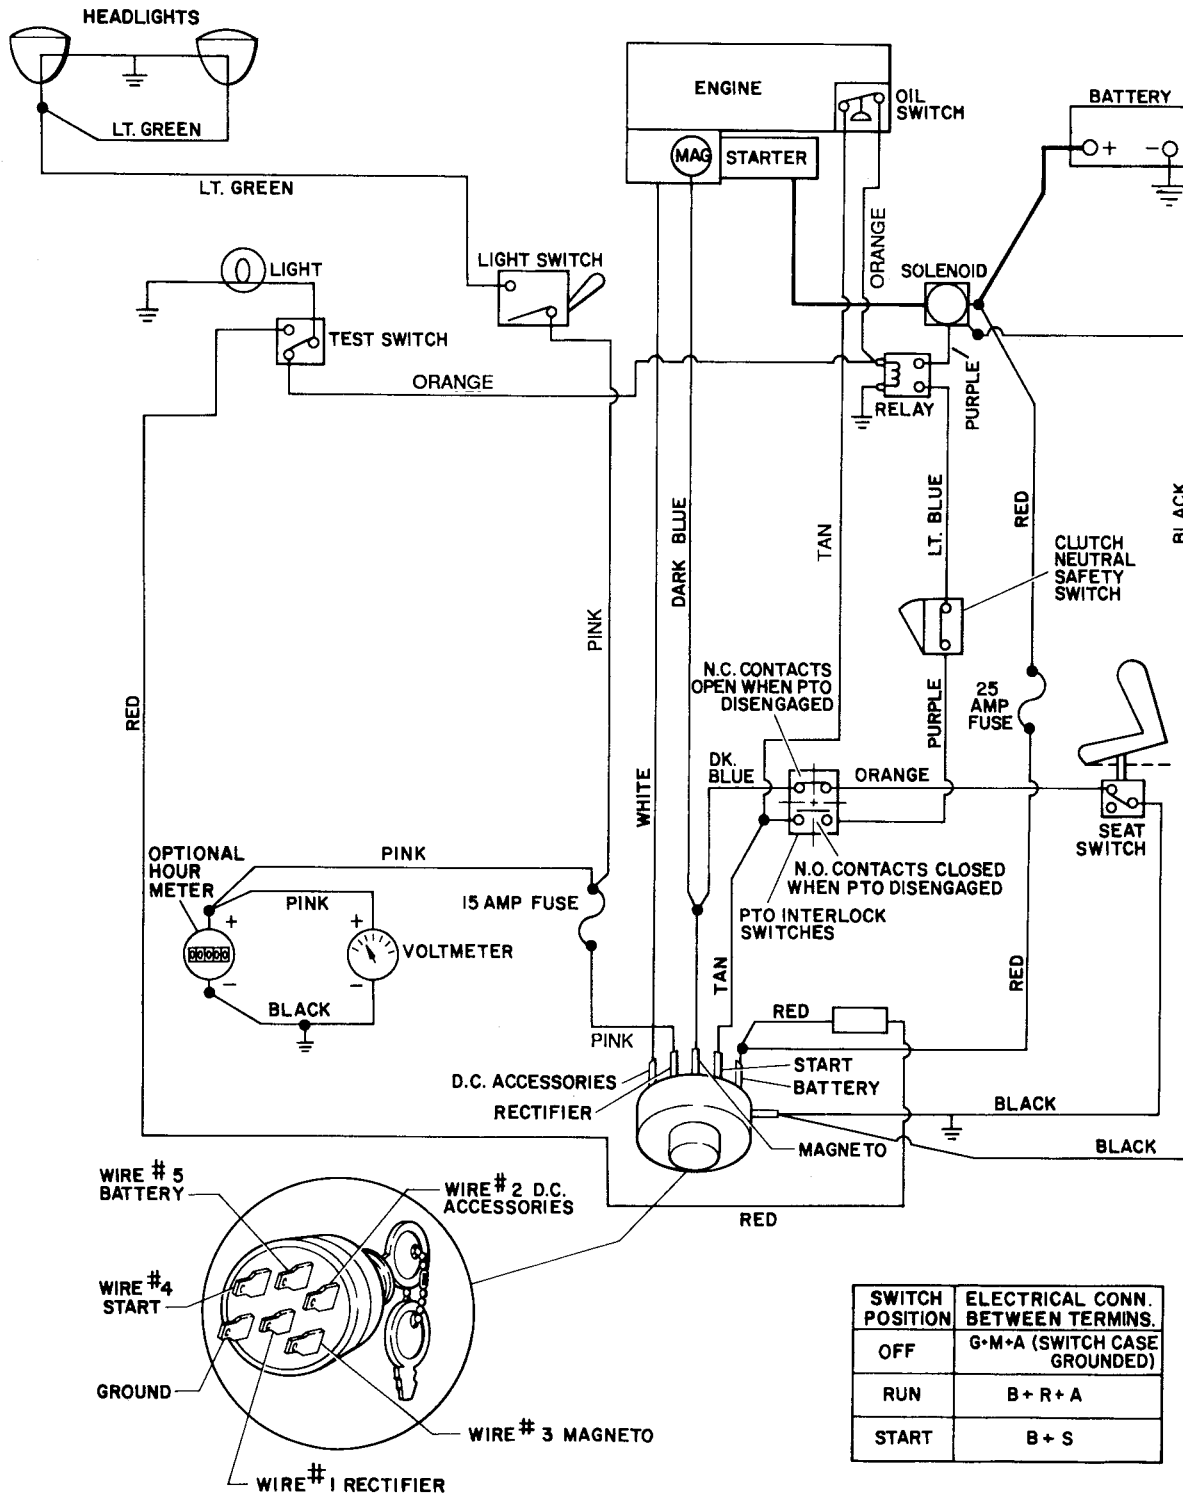 HEADLIGHTS
LT. GREEN
LT. GREEN
ENGINE
OIL
SWITCH
MAG
STARTER
BATTERY
+ -
ORANGE
SOLENOID
LIGHT
LIGHT SWITCH
TEST SWITCH
ORANGE
RELAY
PURPLE
LT. BLUE
RED
BLACK
TAN
DARK BLUE
PINK
CLUTCH
NEUTRAL
SAFETY
SWITCH
N.C. CONTACTS
OPEN WHEN PTO
DISENGAGED
PURPLE
25
AMP
FUSE
RED
WHITE
DK.
BLUE
ORANGE
SEAT
SWITCH
N.O. CONTACTS CLOSED
WHEN PTO DISENGAGED
PTO INTERLOCK
SWITCHES
OPTIONAL
HOUR
METER
PINK
PINK
+
+
00000
VOLTMETER
-
-
BLACK
15 AMP FUSE
PINK
TAN
RED
RED
D.C. ACCESSORIES
RECTIFIER
START
BATTERY
MAGNETO
BLACK
BLACK
RED
WIRE #5
BATTERY
WIRE #2 D.C.
ACCESSORIES
WIRE #4
START
GROUND
WIRE #3 MAGNETO
WIRE #1 RECTIFIER
SWITCH POSITION ELECTRICAL CONN. BETWEEN TERMINS.
OFF G+M+A (SWITCH CASE GROUNDED)
RUN B+R+A
START B+S